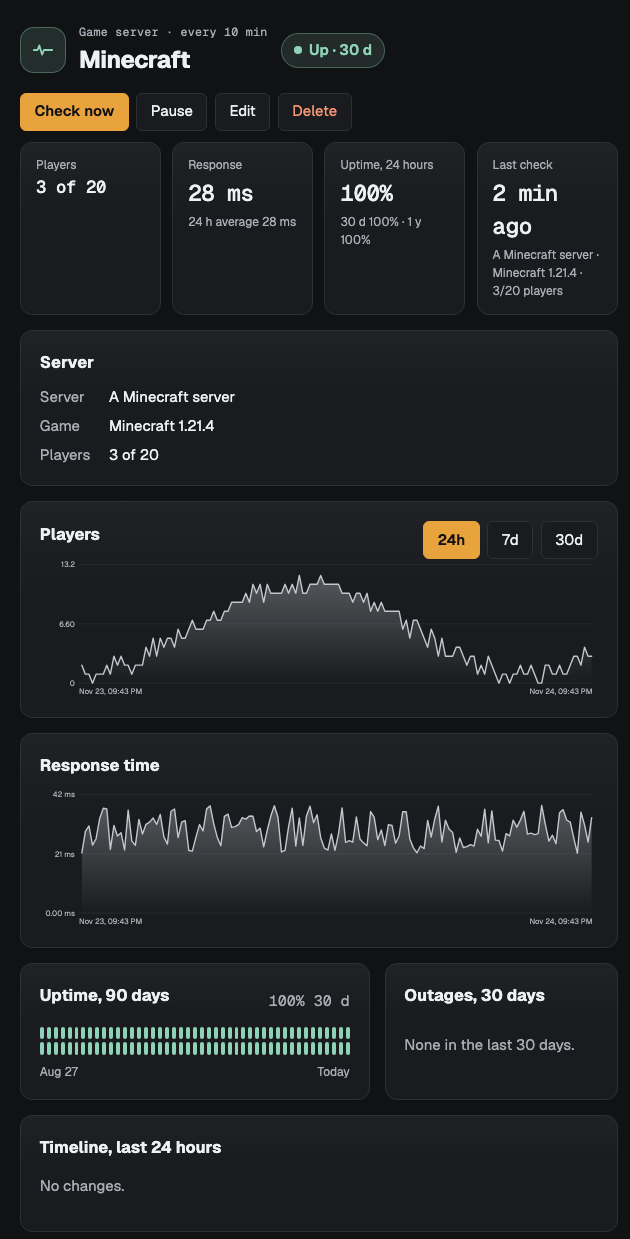 Game server · every 10 min
Minecraft
Up · 30 d
Check now
Pause
Edit
Delete
Players
3 of 20
Response
28 ms
24 h average 28 ms
Uptime, 24 hours
100%
30 d 100% · 1 y
100%
Last check
2 min
ago
A Minecraft server ·
Minecraft 1.21.4 ·
3/20 players
Server
Server A Minecraft server
Game Minecraft 1.21.4
Players 3 of 20
Players
24h
7d
30d
13.2
6.60
0
Nov 23, 09:43 PM
Nov 24, 09:43 PM
Response time
42 ms
21 ms
0.00 ms
Nov 23, 09:43 PM
Nov 24, 09:43 PM
Uptime, 90 days
100% 30 d
Aug 27
Today
Outages, 30 days
None in the last 30 days.
Timeline, last 24 hours
No changes.